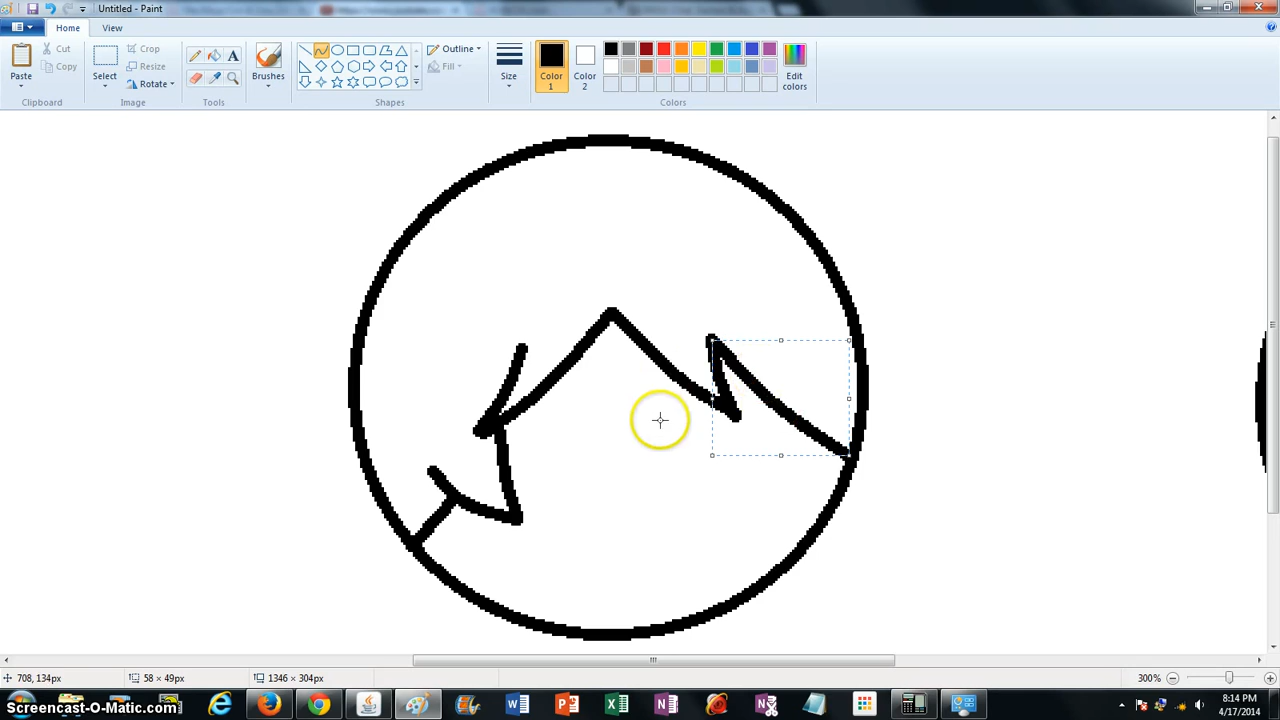 Untitled - Paint
Home
View
Paste
Cut
Copy
Clipboard
Select
Crop
Resize
Rotate
Image
Tools
Brushes
Outline
Fill
Shapes
Size
Color 1
Color 2
Colors
Edit colors
708, 134px
58 × 49px
1346 × 304px
300%
Screencast-O-Matic.com
8:14 PM
4/17/2014